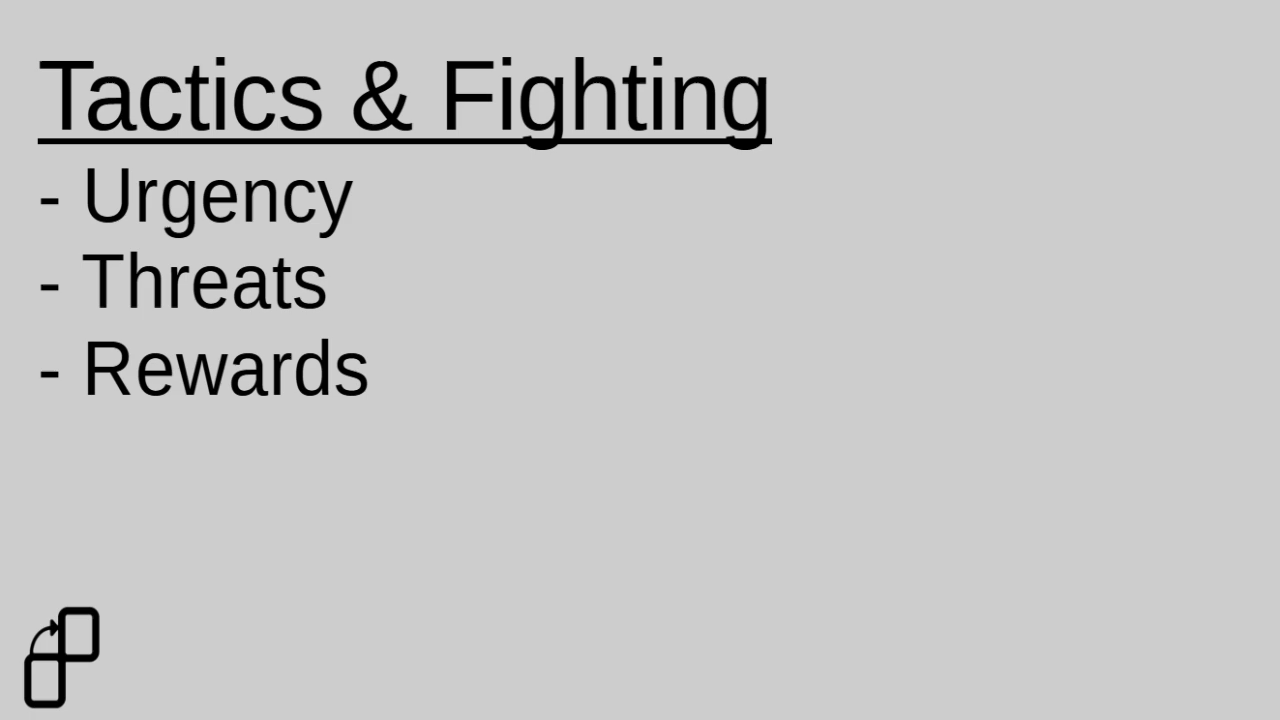 Tactics & Fighting
- Urgency
- Threats
- Rewards